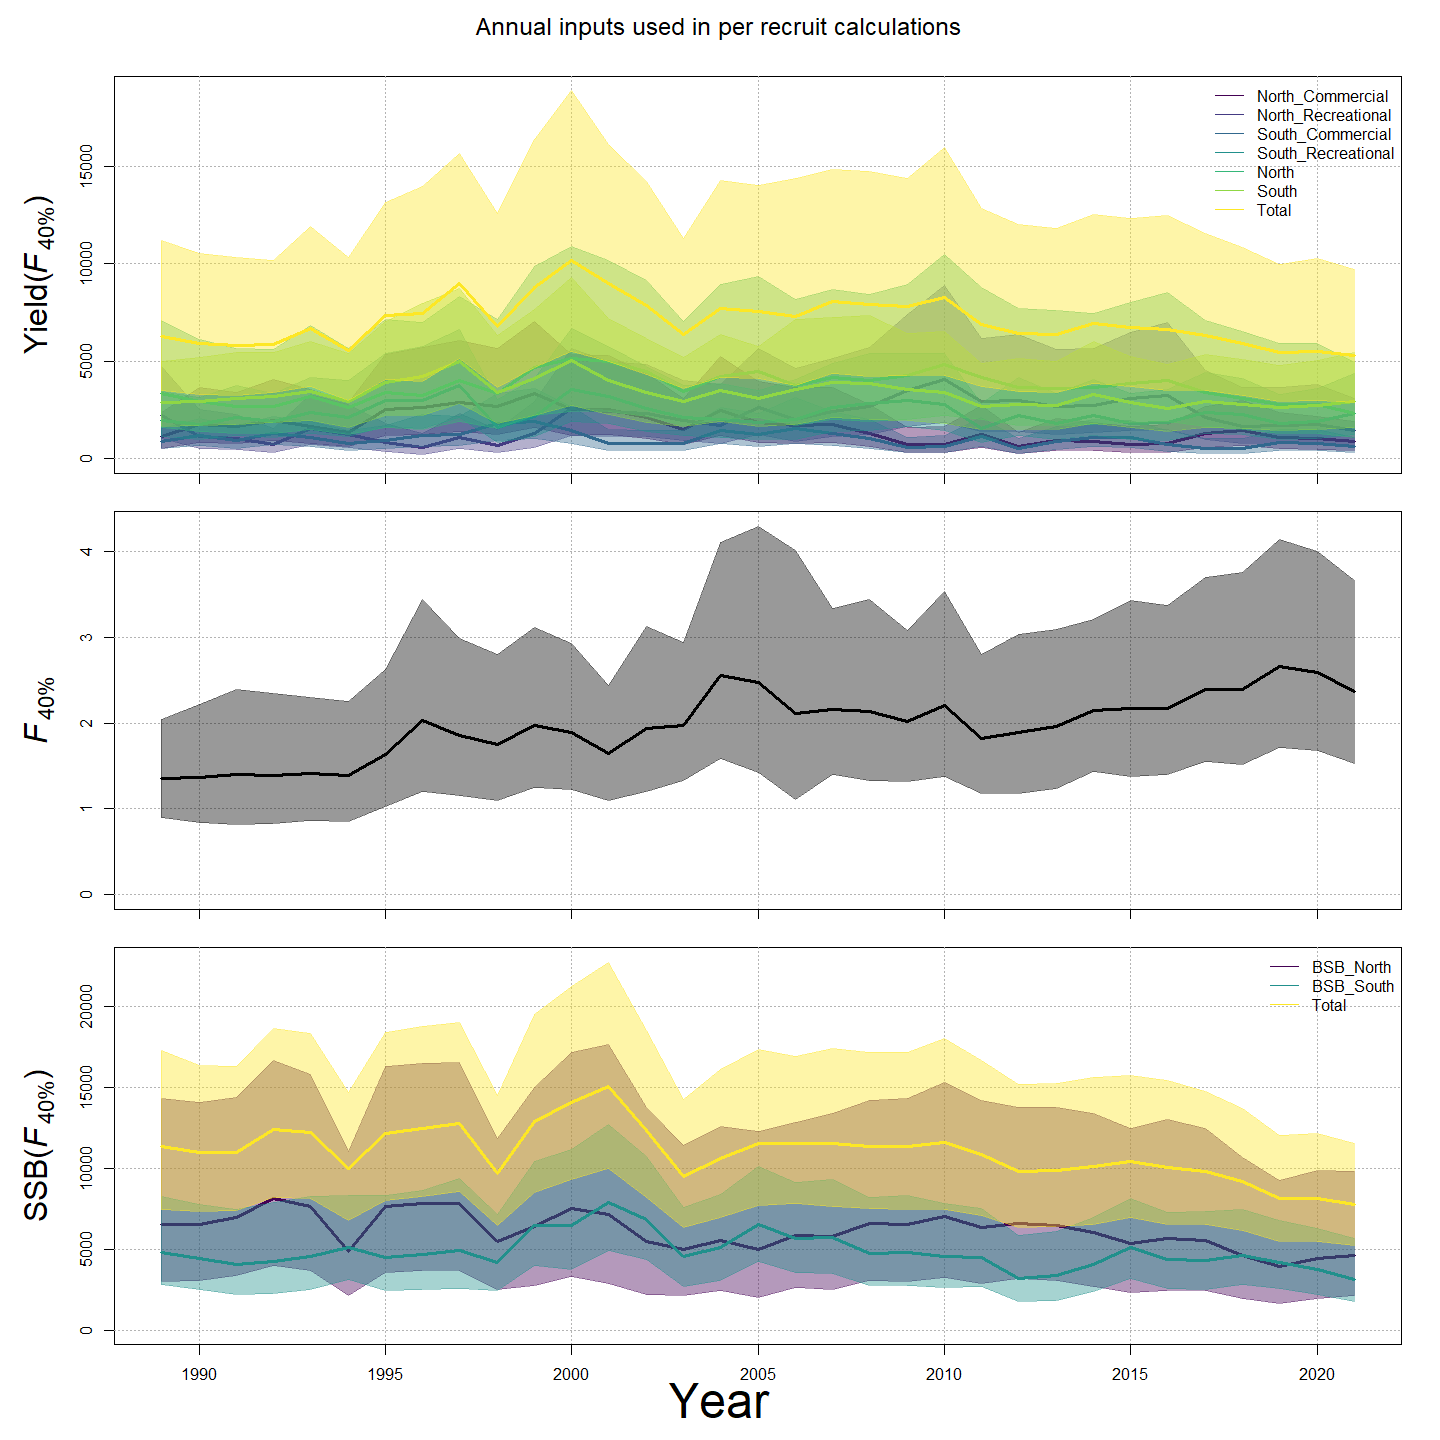 Annual inputs used in per recruit calculations
Yield(F40%)
15000
10000
5000
0
North_Commercial
North_Recreational
South_Commercial
South_Recreational
North
South
Total
F40%
4
3
2
1
0
SSB(F40%)
20000
15000
10000
5000
0
BSB_North
BSB_South
Total
1990 1995 2000 2005 2010 2015 2020
Year